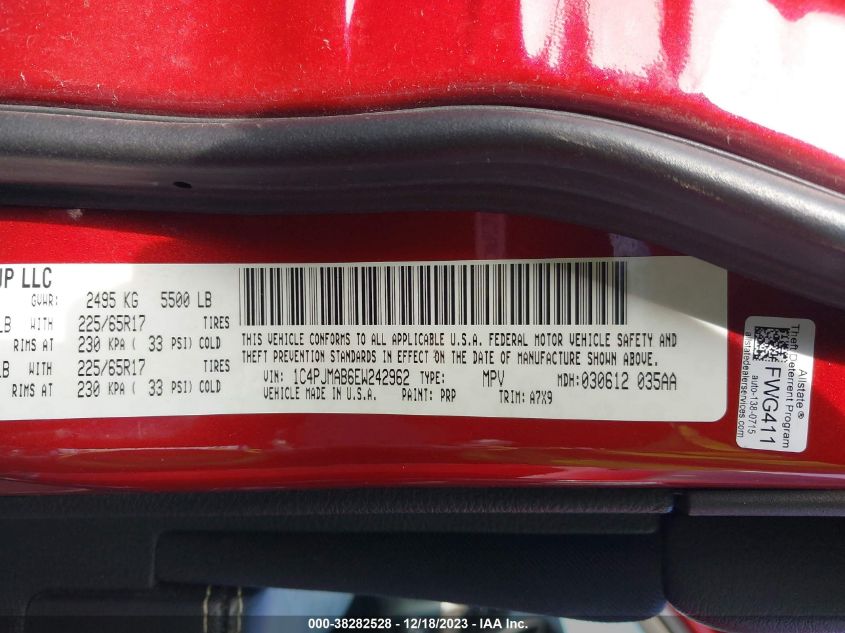 UP LLC
GVWR: 2495 KG 5500 LB
LB WITH 225/65R17 TIRES
RIMS AT 230 KPA ( 33 PSI) COLD
LB WITH 225/65R17 TIRES
RIMS AT 230 KPA ( 33 PSI) COLD
THIS VEHICLE CONFORMS TO ALL APPLICABLE U.S.A. FEDERAL MOTOR VEHICLE SAFETY AND
THEFT PREVENTION STANDARDS IN EFFECT ON THE DATE OF MANUFACTURE SHOWN ABOVE.
VIN: 1C4PJMAB6EW242962 TYPE: MPV MDH: 030612 035AA
VEHICLE MADE IN U.S.A. PAINT: PRP TRIM: A7X9
Allstate ®
Theft Deterrent Program
FWG411
auto-138-0715
allstatedealerservices.com
000-38282528 - 12/18/2023 - IAA Inc.